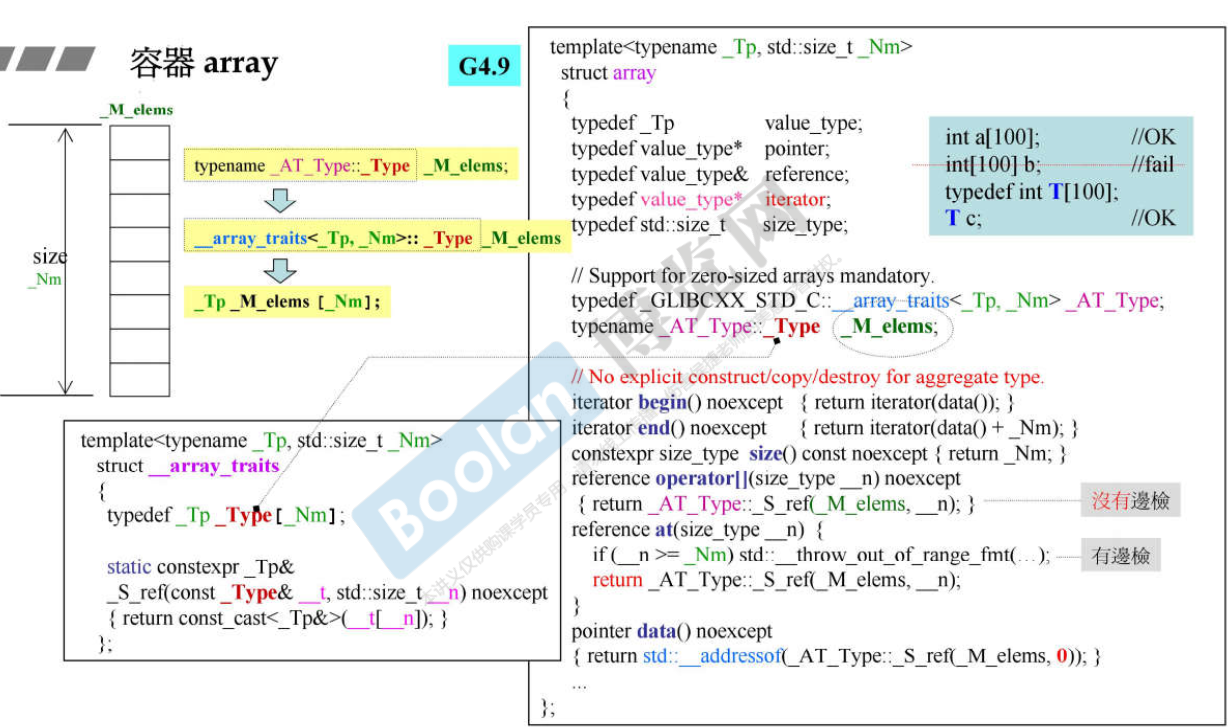 容器 array
G4.9
_M_elems
size
_Nm
typename _AT_Type::_Type _M_elems;
__array_traits<_Tp, _Nm>:: _Type _M_elems
_Tp _M_elems [_Nm];
template<typename _Tp, std::size_t _Nm>
struct __array_traits
{
typedef _Tp _Type[_Nm];
static constexpr _Tp&
_S_ref(const _Type& __t, std::size_t __n) noexcept
{ return const_cast<_Tp&>(__t[__n]); }
};
template<typename _Tp, std::size_t _Nm>
struct array
{
typedef _Tp value_type;
typedef value_type* pointer;
typedef value_type& reference;
typedef value_type* iterator;
typedef std::size_t size_type;
// Support for zero-sized arrays mandatory.
typedef _GLIBCXX_STD_C::__array_traits<_Tp, _Nm> _AT_Type;
typename _AT_Type::_Type _M_elems;
// No explicit construct/copy/destroy for aggregate type.
iterator begin() noexcept { return iterator(data()); }
iterator end() noexcept { return iterator(data() + _Nm); }
constexpr size_type size() const noexcept { return _Nm; }
reference operator[](size_type __n) noexcept
{ return _AT_Type::_S_ref(_M_elems, __n); }
reference at(size_type __n) {
if (__n >= _Nm) std::__throw_out_of_range_fmt(…);
return _AT_Type::_S_ref(_M_elems, __n);
}
pointer data() noexcept
{ return std::__addressof(_AT_Type::_S_ref(_M_elems, 0)); }
…
};
int a[100]; //OK
int[100] b; //fail
typedef int T[100];
T c; //OK
沒有邊檢
有邊檢
Boolan
博览网